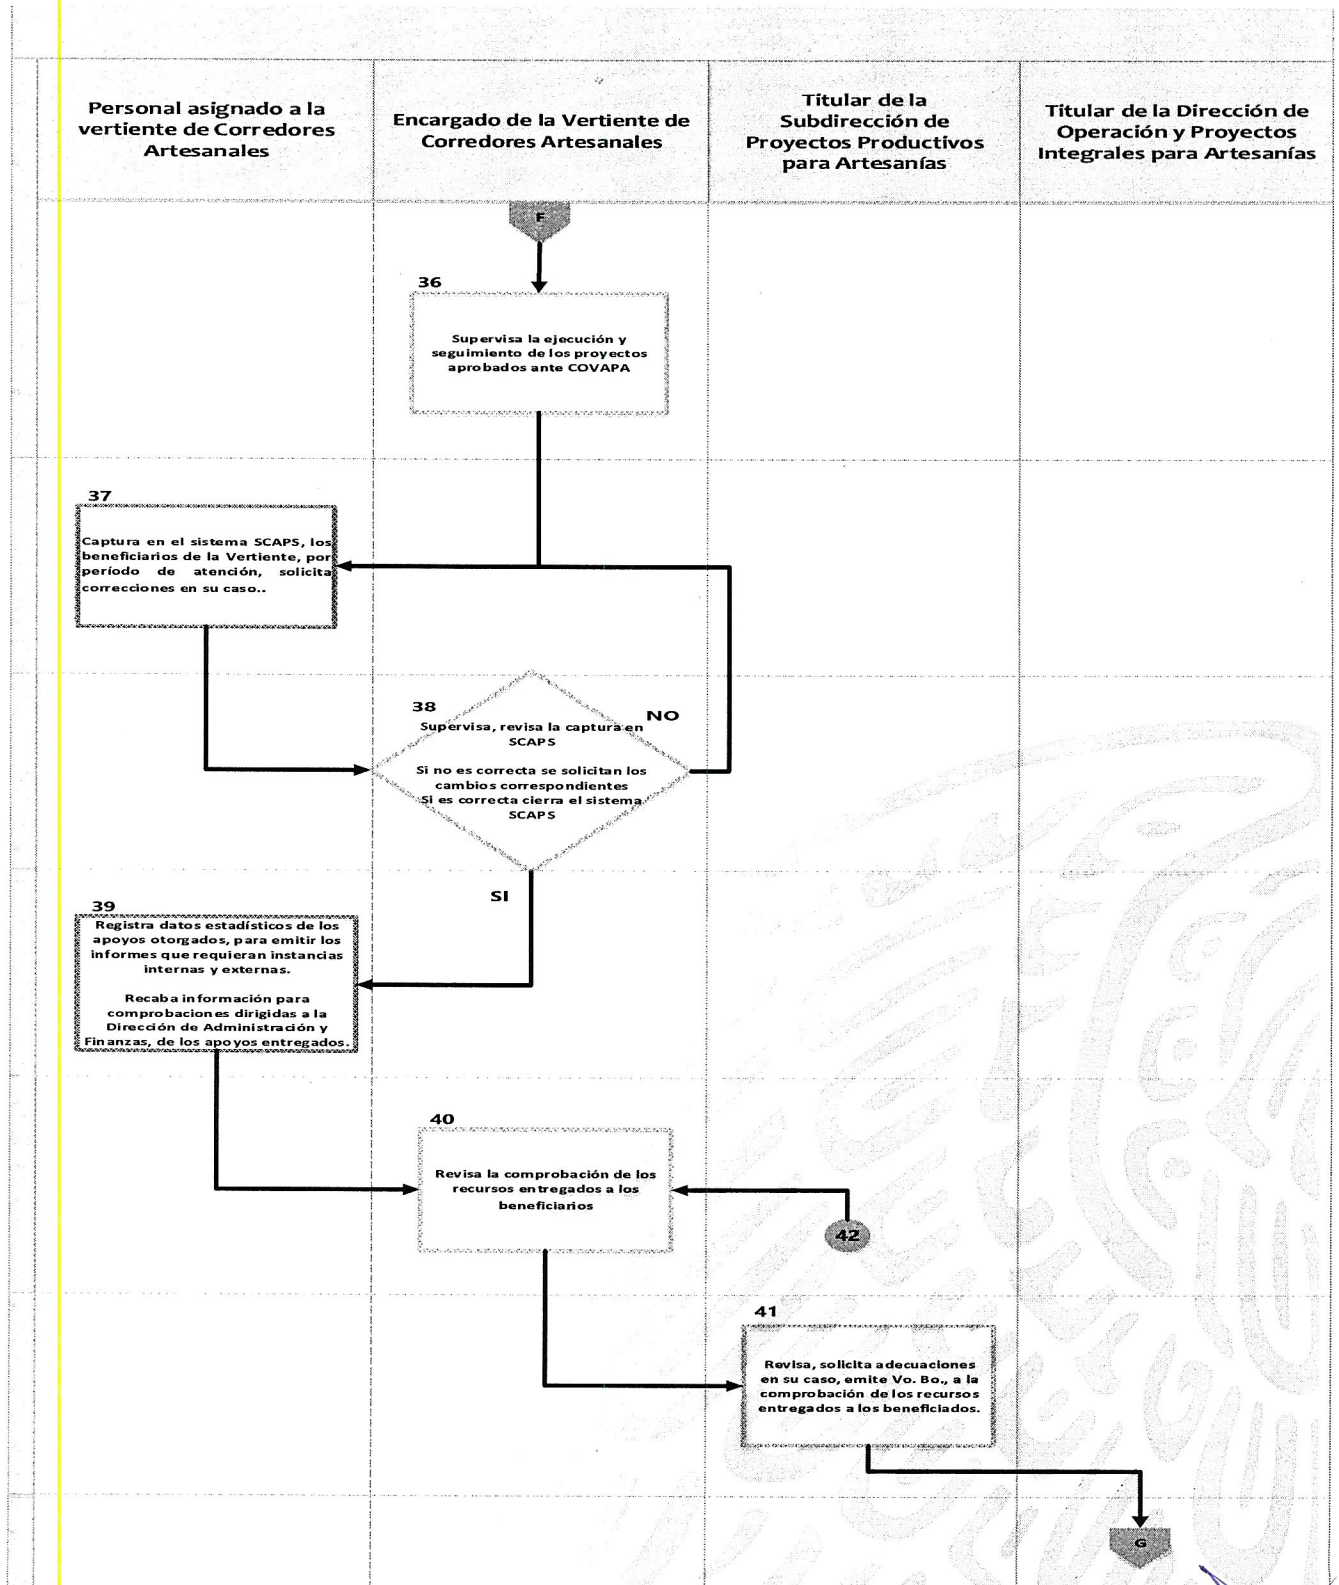 Personal asignado a la
vertiente de Corredores
Artesanales
Encargado de la Vertiente de
Corredores Artesanales
Titular de la
Subdirección de
Proyectos Productivos
para Artesanías
Titular de la Dirección de
Operación y Proyectos
Integrales para Artesanías
F
36
Supervisa la ejecución y
seguimiento de los proyectos
aprobados ante COVAPA
37
Captura en el sistema SCAPS, los
beneficiarios de la Vertiente, por
período de atención, solicita
correcciones en su caso..
38
Supervisa, revisa la captura en
SCAPS
Si no es correcta se solicitan los
cambios correspondientes
Si es correcta cierra el sistema
SCAPS
NO
SI
39
Registra datos estadísticos de los
apoyos otorgados, para emitir los
informes que requieran instancias
internas y externas.
Recaba información para
comprobaciones dirigidas a la
Dirección de Administración y
Finanzas, de los apoyos entregados.
40
Revisa la comprobación de los
recursos entregados a los
beneficiarios
42
41
Revisa, solicita adecuaciones
en su caso, emite Vo. Bo., a la
comprobación de los recursos
entregados a los beneficiados.
G